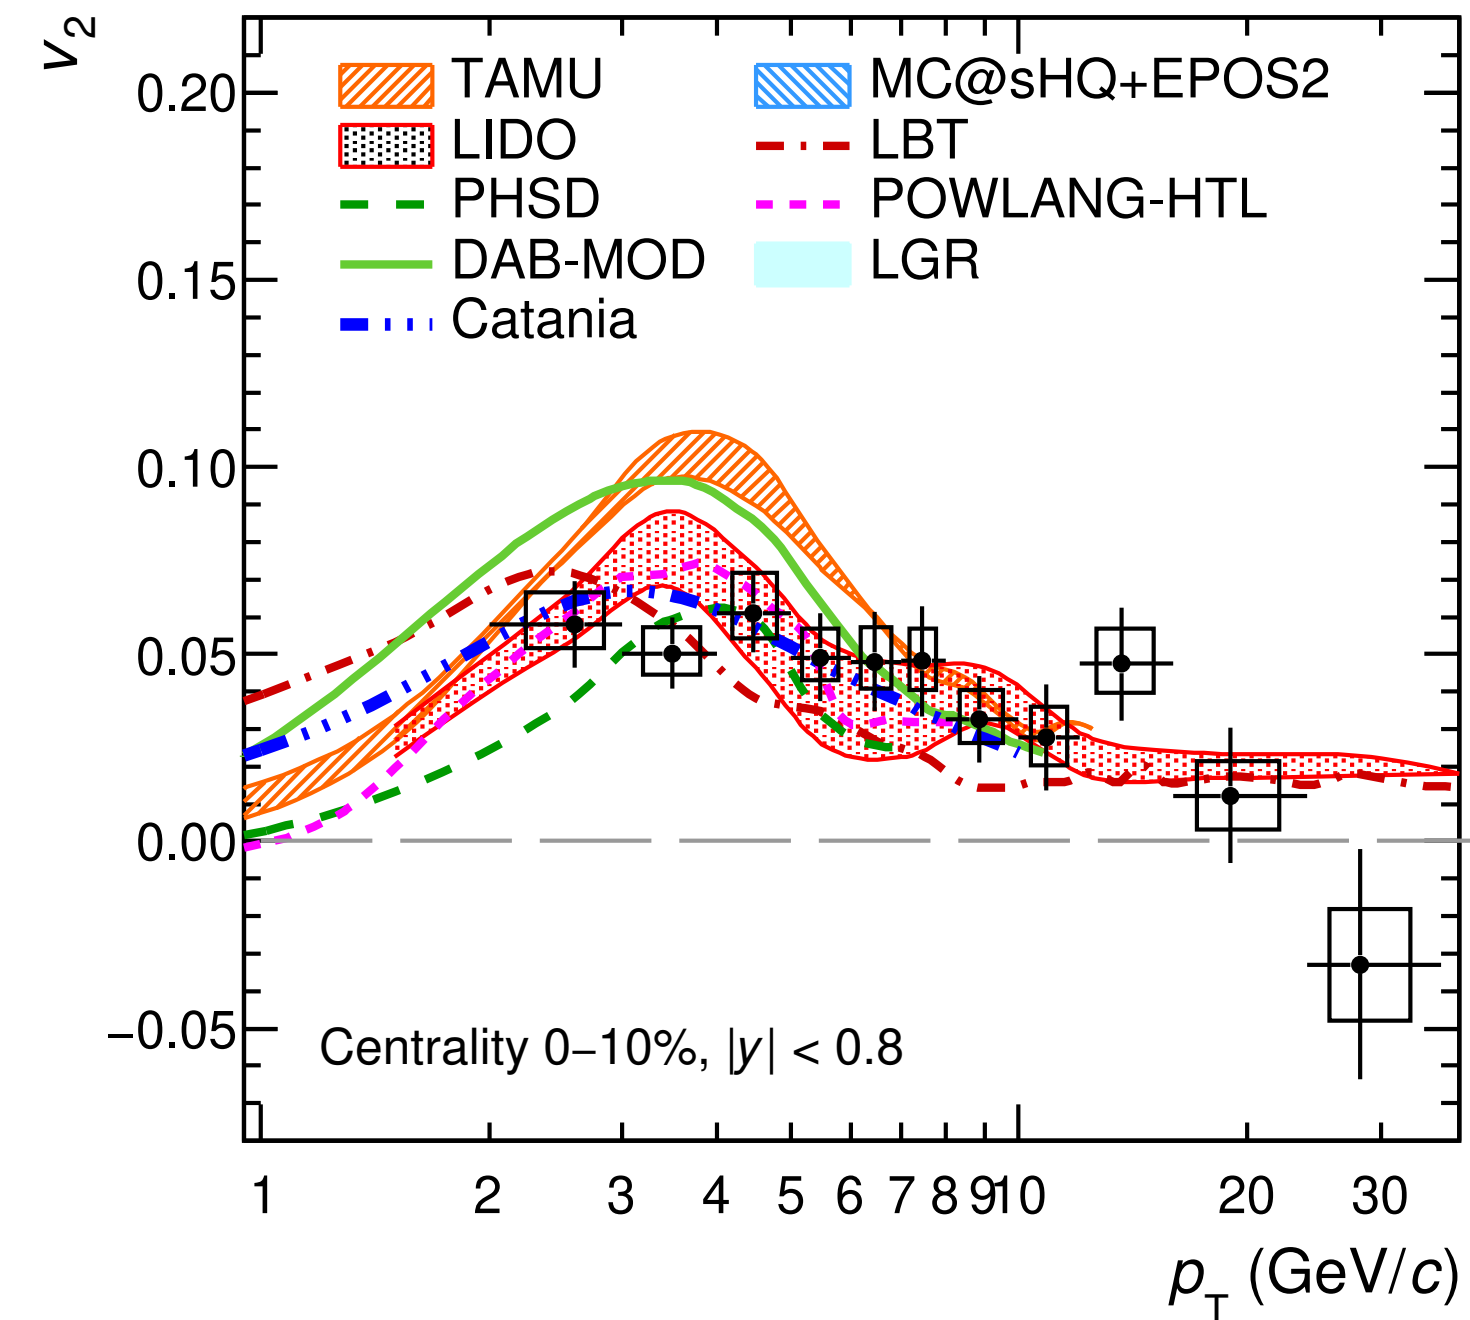 v2
0.20
0.15
0.10
0.05
0.00
−0.05
TAMU
LIDO
PHSD
DAB-MOD
Catania
MC@sHQ+EPOS2
LBT
POWLANG-HTL
LGR
Centrality 0–10%, |y| < 0.8
1 2 3 4 5 6 7 8 9 10 20 30
pT (GeV/c)